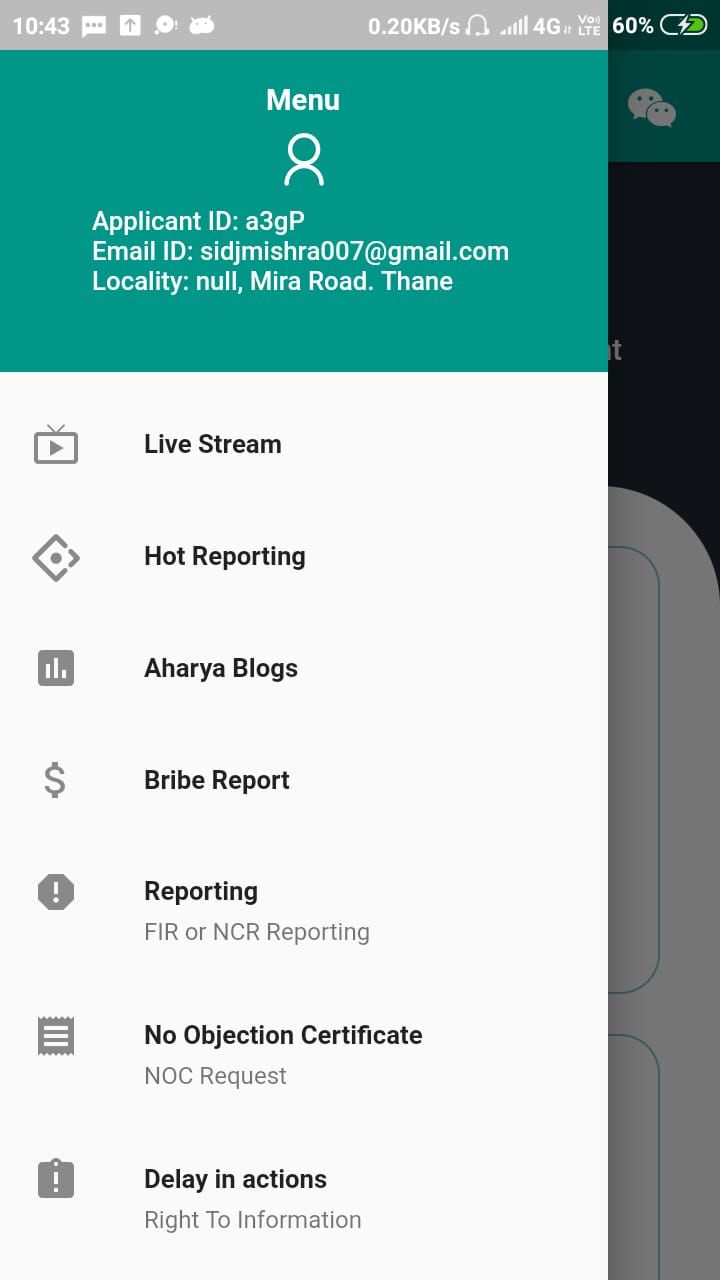 10:43 0.20KB/s 4G Vo) LTE 60%
Menu
Applicant ID: a3gP
Email ID: sidjmishra007@gmail.com
Locality: null, Mira Road. Thane
Live Stream
Hot Reporting
Aharya Blogs
Bribe Report
Reporting
FIR or NCR Reporting
No Objection Certificate
NOC Request
Delay in actions
Right To Information